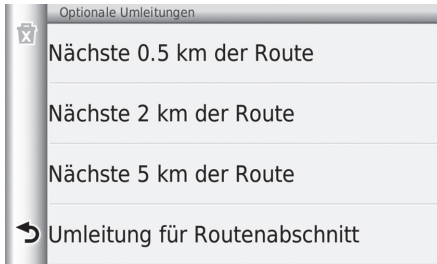 Optionale Umleitungen
Nächste 0.5 km der Route
Nächste 2 km der Route
Nächste 5 km der Route
Umleitung für Routenabschnitt